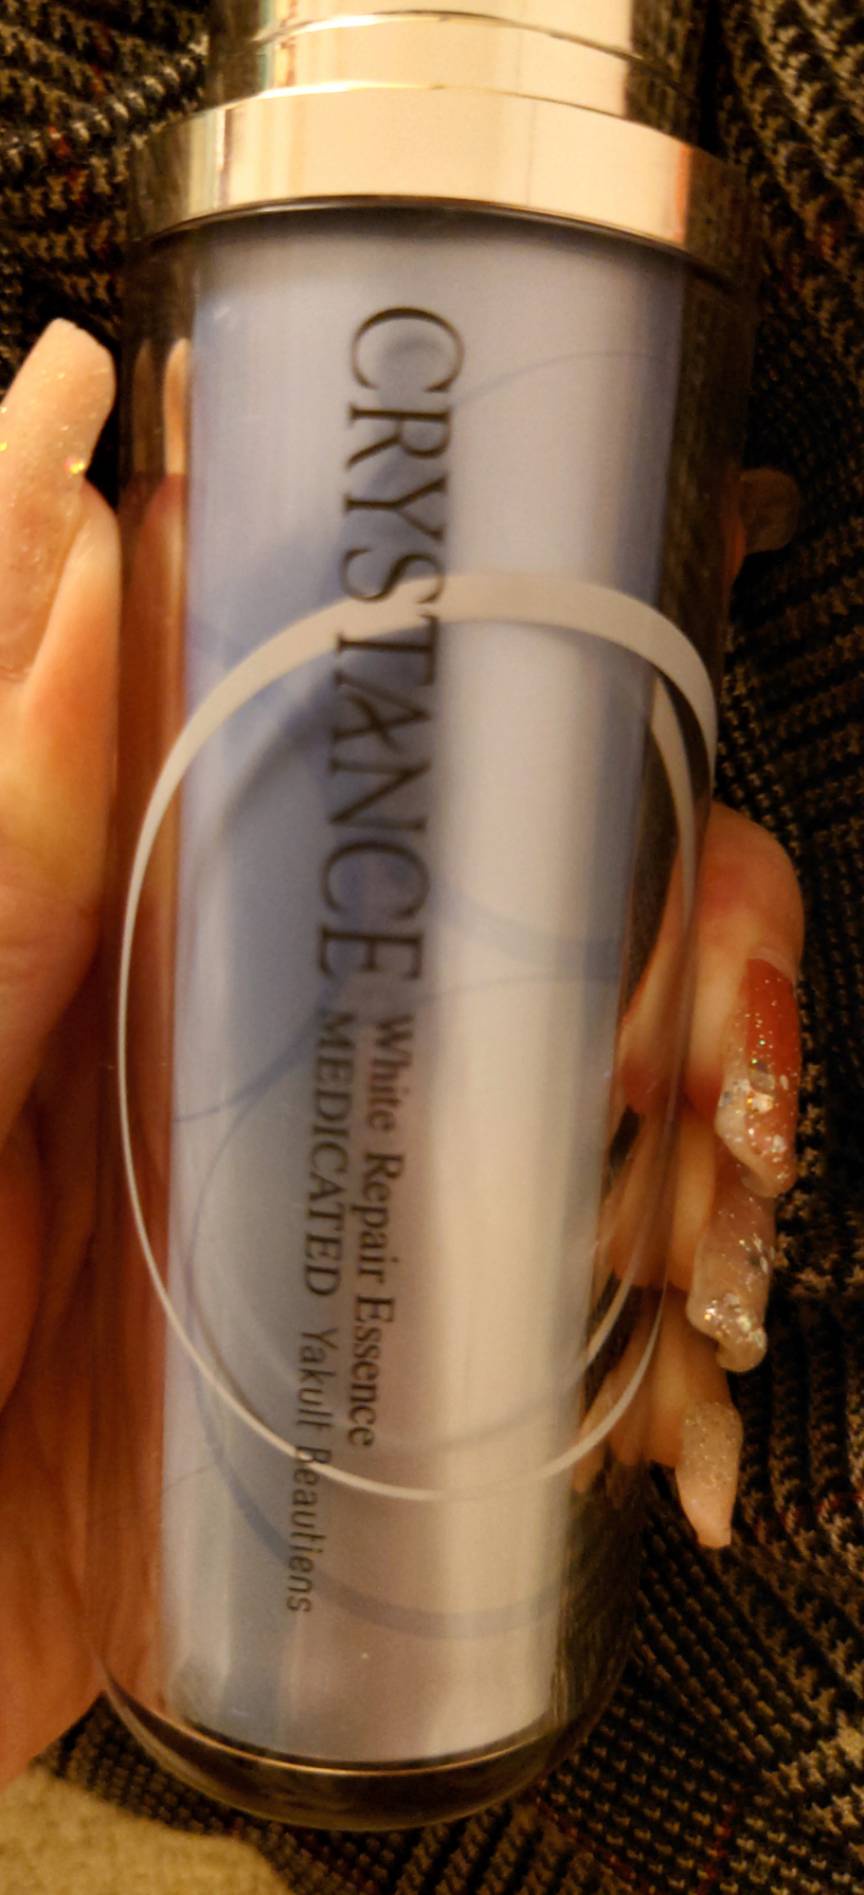 CRYSTANCE
White Repair Essence
MEDICATED Yakult Beautiens